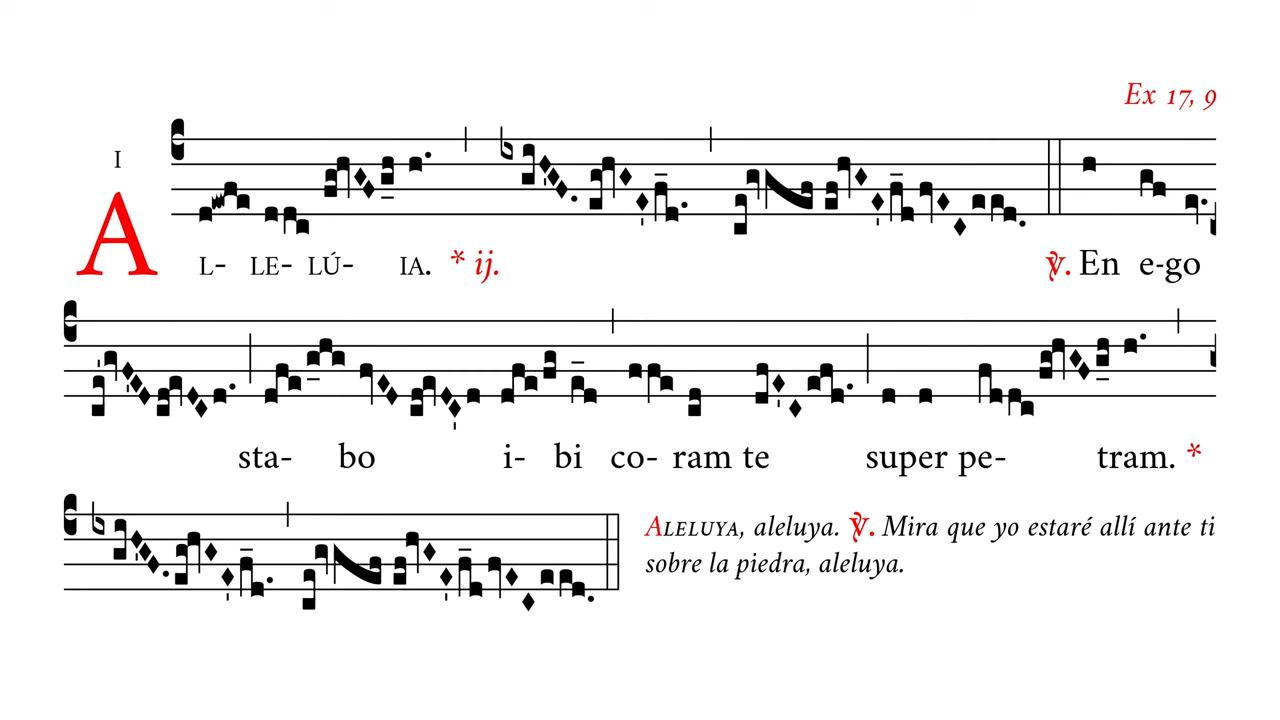 Ex 17, 9
I
AL- LE- LÚ- IA. * ij. ℣. En e-go
sta- bo i- bi co- ram te super pe- tram. *
ALELUYA, aleluya. ℣. Mira que yo estaré allí ante ti
sobre la piedra, aleluya.